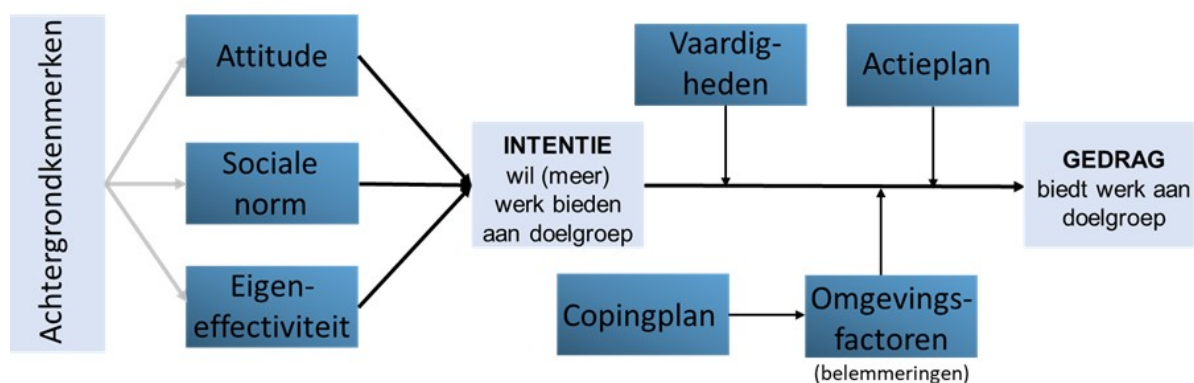 Achtergrondkenmerken
Attitude
Sociale
norm
Eigen-
effectiviteit
INTENTIE
wil (meer)
werk bieden
aan doelgroep
Vaardig-
heden
Actieplan
Copingplan
Omgevings-
factoren
(belemmeringen)
GEDRAG
biedt werk aan
doelgroep